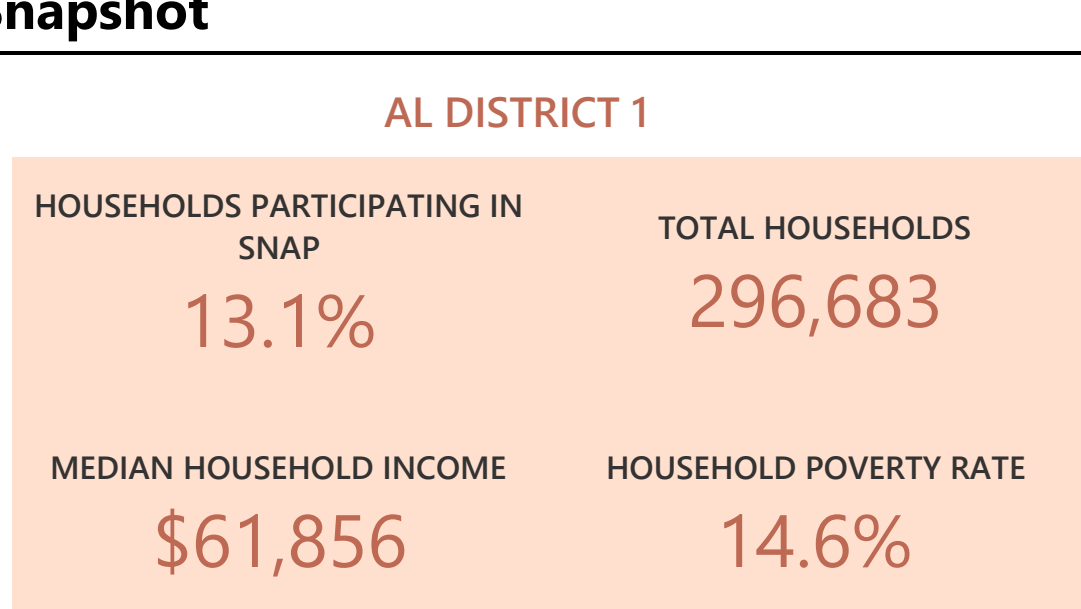 Snapshot
AL DISTRICT 1
HOUSEHOLDS PARTICIPATING IN
SNAP
13.1%
TOTAL HOUSEHOLDS
296,683
MEDIAN HOUSEHOLD INCOME
$61,856
HOUSEHOLD POVERTY RATE
14.6%